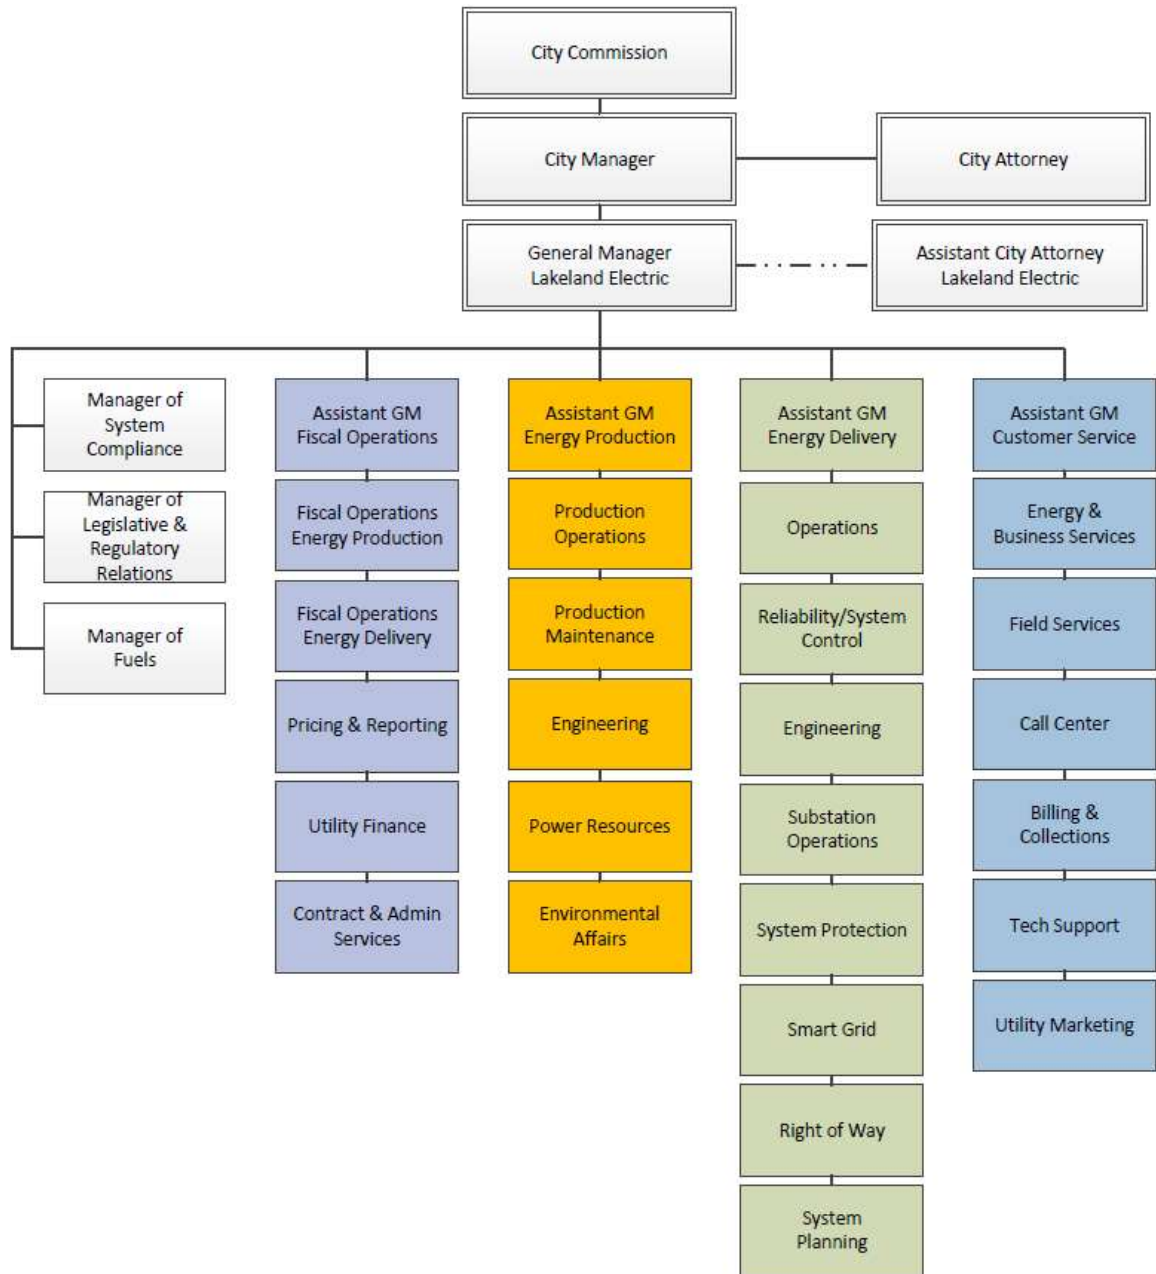 City Commission
City Manager
City Attorney
General Manager
Lakeland Electric
Assistant City Attorney
Lakeland Electric
Manager of
System
Compliance
Manager of
Legislative &
Regulatory
Relations
Manager of
Fuels
Assistant GM
Fiscal Operations
Fiscal Operations
Energy Production
Fiscal Operations
Energy Delivery
Pricing & Reporting
Utility Finance
Contract & Admin
Services
Assistant GM
Energy Production
Production
Operations
Production
Maintenance
Engineering
Power Resources
Environmental
Affairs
Assistant GM
Energy Delivery
Operations
Reliability/System
Control
Engineering
Substation
Operations
System Protection
Smart Grid
Right of Way
System
Planning
Assistant GM
Customer Service
Energy &
Business Services
Field Services
Call Center
Billing &
Collections
Tech Support
Utility Marketing